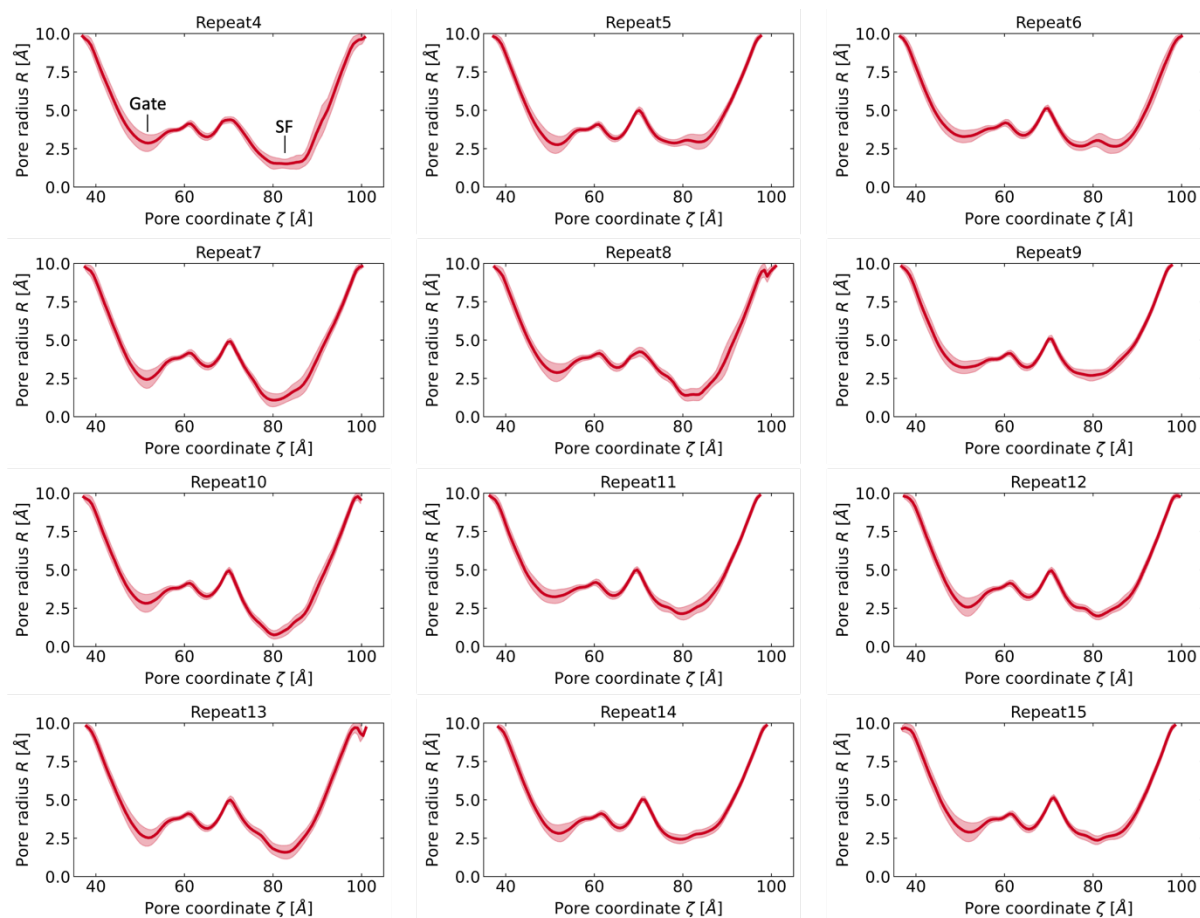 Repeat4
Pore radius R [Å]
10.0
7.5
5.0
2.5
0.0
Gate
SF
40 60 80 100
Pore coordinate ζ [Å]
Repeat5
Pore radius R [Å]
10.0
7.5
5.0
2.5
0.0
40 60 80 100
Pore coordinate ζ [Å]
Repeat6
Pore radius R [Å]
10.0
7.5
5.0
2.5
0.0
40 60 80 100
Pore coordinate ζ [Å]
Repeat7
Pore radius R [Å]
10.0
7.5
5.0
2.5
0.0
40 60 80 100
Pore coordinate ζ [Å]
Repeat8
Pore radius R [Å]
10.0
7.5
5.0
2.5
0.0
40 60 80 100
Pore coordinate ζ [Å]
Repeat9
Pore radius R [Å]
10.0
7.5
5.0
2.5
0.0
40 60 80 100
Pore coordinate ζ [Å]
Repeat10
Pore radius R [Å]
10.0
7.5
5.0
2.5
0.0
40 60 80 100
Pore coordinate ζ [Å]
Repeat11
Pore radius R [Å]
10.0
7.5
5.0
2.5
0.0
40 60 80 100
Pore coordinate ζ [Å]
Repeat12
Pore radius R [Å]
10.0
7.5
5.0
2.5
0.0
40 60 80 100
Pore coordinate ζ [Å]
Repeat13
Pore radius R [Å]
10.0
7.5
5.0
2.5
0.0
40 60 80 100
Pore coordinate ζ [Å]
Repeat14
Pore radius R [Å]
10.0
7.5
5.0
2.5
0.0
40 60 80 100
Pore coordinate ζ [Å]
Repeat15
Pore radius R [Å]
10.0
7.5
5.0
2.5
0.0
40 60 80 100
Pore coordinate ζ [Å]